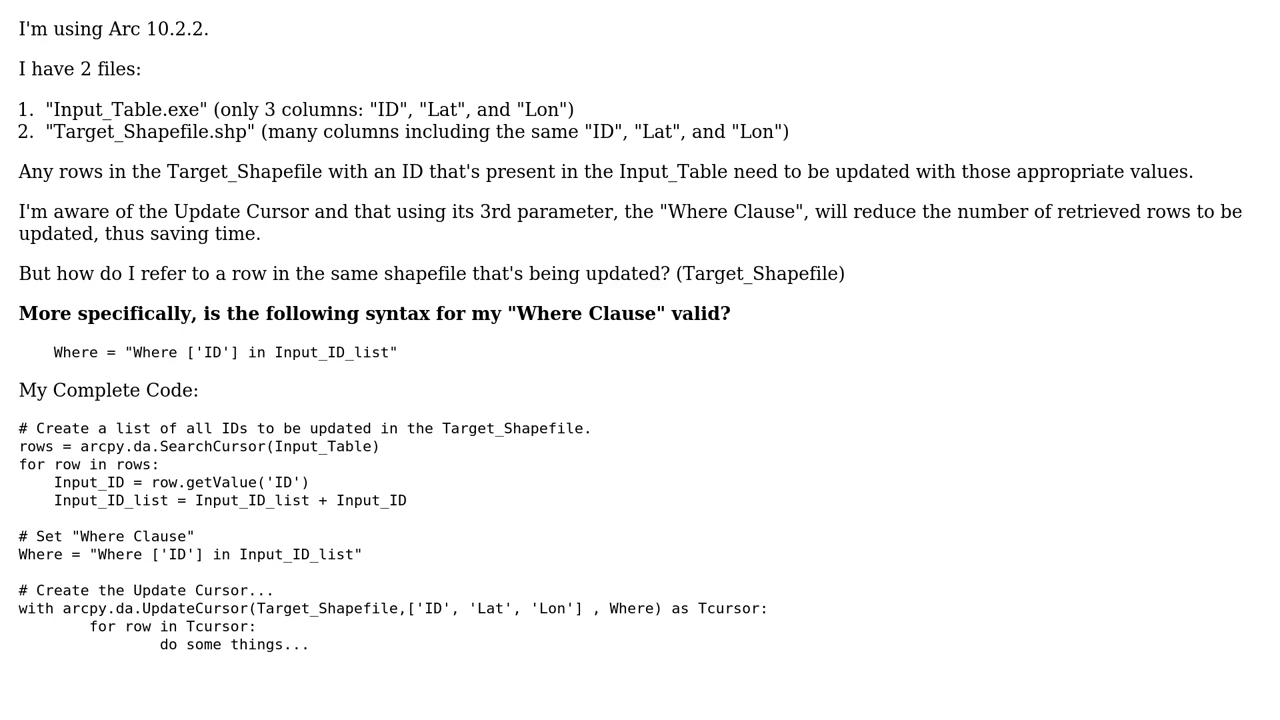 I'm using Arc 10.2.2.
I have 2 files:
1. "Input_Table.exe" (only 3 columns: "ID", "Lat", and "Lon")
2. "Target_Shapefile.shp" (many columns including the same "ID", "Lat", and "Lon")
Any rows in the Target_Shapefile with an ID that's present in the Input_Table need to be updated with those appropriate values.
I'm aware of the Update Cursor and that using its 3rd parameter, the "Where Clause", will reduce the number of retrieved rows to be
updated, thus saving time.
But how do I refer to a row in the same shapefile that's being updated? (Target_Shapefile)
More specifically, is the following syntax for my "Where Clause" valid?
    Where = "Where ['ID'] in Input_ID_list"
My Complete Code:
# Create a list of all IDs to be updated in the Target_Shapefile.
rows = arcpy.da.SearchCursor(Input_Table)
for row in rows:
    Input_ID = row.getValue('ID')
    Input_ID_list = Input_ID_list + Input_ID
# Set "Where Clause"
Where = "Where ['ID'] in Input_ID_list"
# Create the Update Cursor...
with arcpy.da.UpdateCursor(Target_Shapefile,['ID', 'Lat', 'Lon'] , Where) as Tcursor:
        for row in Tcursor:
                do some things...